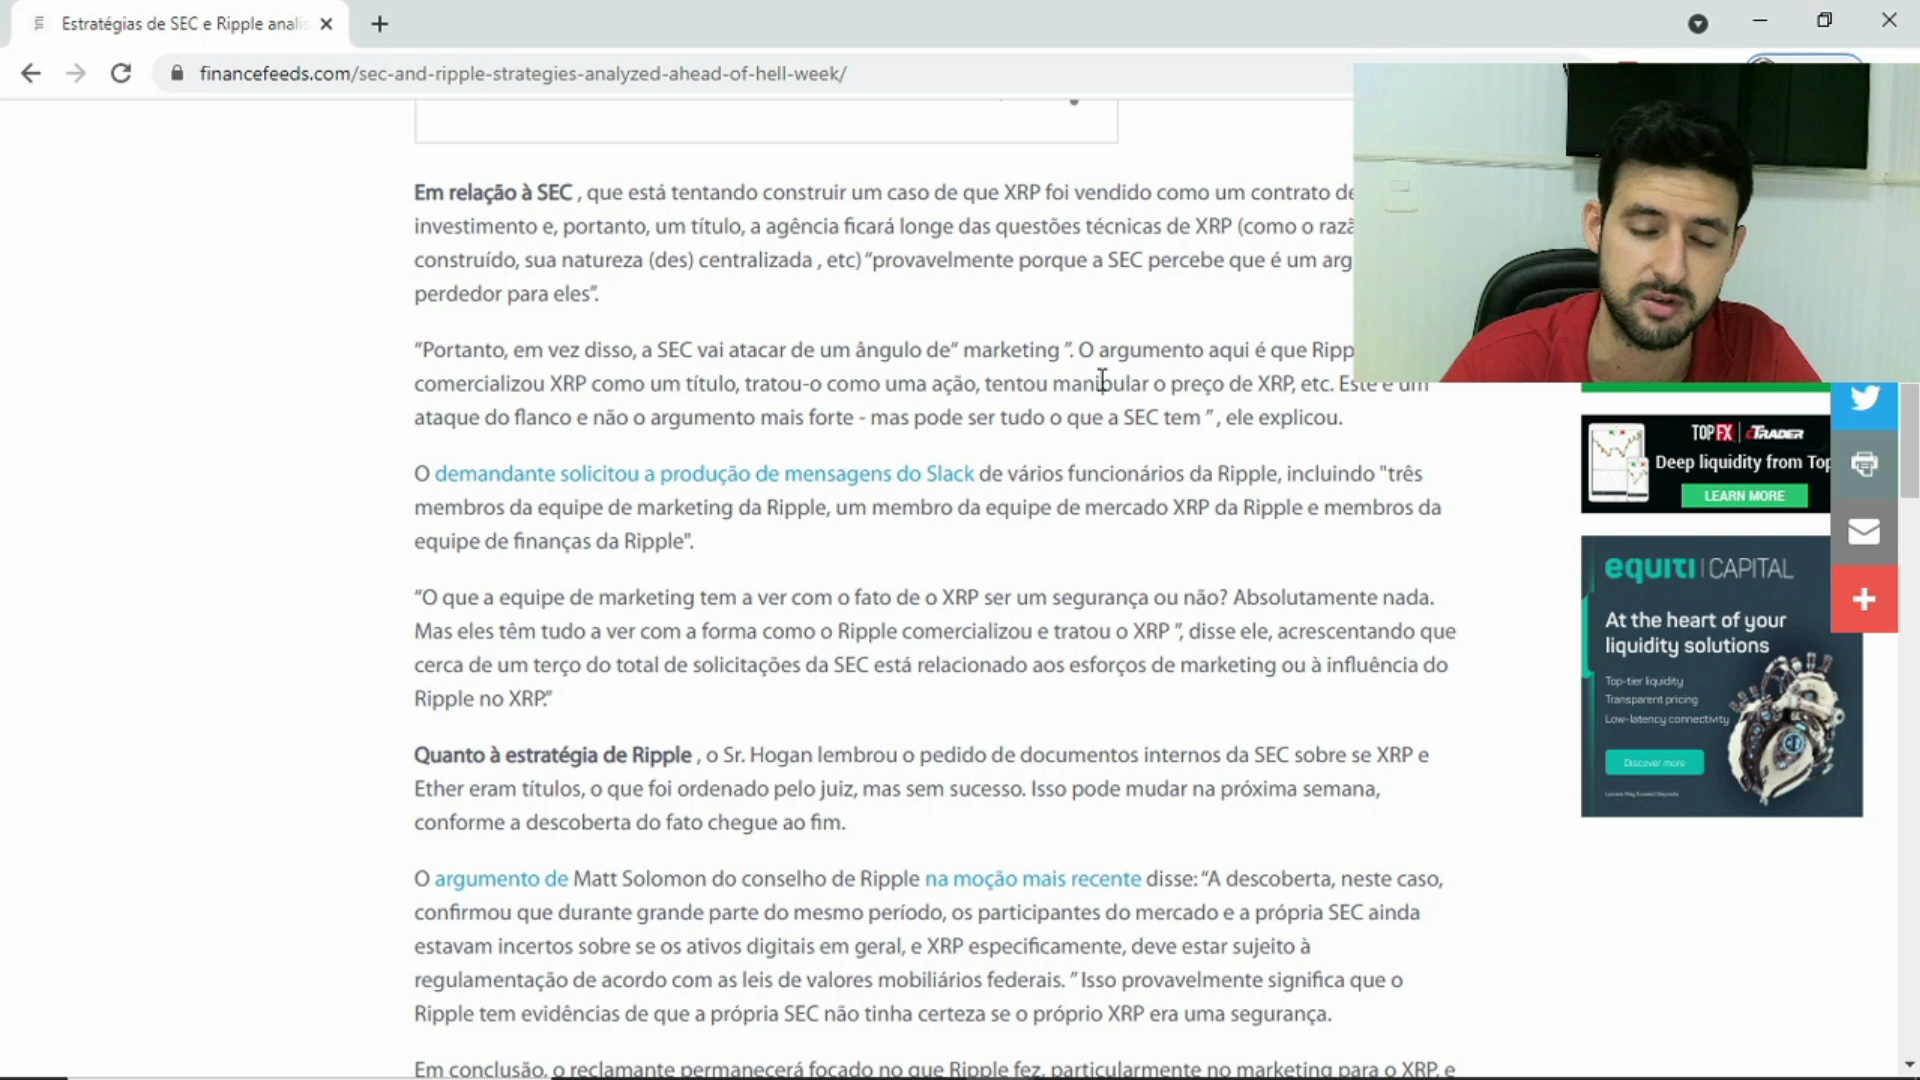 Estratégias de SEC e Ripple anali
financefeeds.com/sec-and-ripple-strategies-analyzed-ahead-of-hell-week/
Em relação à SEC , que está tentando construir um caso de que XRP foi vendido como um contrato de
investimento e, portanto, um título, a agência ficará longe das questões técnicas de XRP (como o razã
construído, sua natureza (des) centralizada , etc) “provavelmente porque a SEC percebe que é um arg
perdedor para eles”.
“Portanto, em vez disso, a SEC vai atacar de um ângulo de“ marketing ”. O argumento aqui é que Ripp
comercializou XRP como um título, tratou-o como uma ação, tentou manipular o preço de XRP, etc. Este é um
ataque do flanco e não o argumento mais forte - mas pode ser tudo o que a SEC tem ” , ele explicou.
O demandante solicitou a produção de mensagens do Slack de vários funcionários da Ripple, incluindo "três
membros da equipe de marketing da Ripple, um membro da equipe de mercado XRP da Ripple e membros da
equipe de finanças da Ripple".
“O que a equipe de marketing tem a ver com o fato de o XRP ser um segurança ou não? Absolutamente nada.
Mas eles têm tudo a ver com a forma como o Ripple comercializou e tratou o XRP ”, disse ele, acrescentando que
cerca de um terço do total de solicitações da SEC está relacionado aos esforços de marketing ou à influência do
Ripple no XRP.”
Quanto à estratégia de Ripple , o Sr. Hogan lembrou o pedido de documentos internos da SEC sobre se XRP e
Ether eram títulos, o que foi ordenado pelo juiz, mas sem sucesso. Isso pode mudar na próxima semana,
conforme a descoberta do fato chegue ao fim.
O argumento de Matt Solomon do conselho de Ripple na moção mais recente disse: “A descoberta, neste caso,
confirmou que durante grande parte do mesmo período, os participantes do mercado e a própria SEC ainda
estavam incertos sobre se os ativos digitais em geral, e XRP especificamente, deve estar sujeito à
regulamentação de acordo com as leis de valores mobiliários federais. ” Isso provavelmente significa que o
Ripple tem evidências de que a própria SEC não tinha certeza se o próprio XRP era uma segurança.
Em conclusão, o reclamante permanecerá focado no que Ripple fez, particularmente no marketing para o XRP, e
TOPFX | cTRADER
Deep liquidity from Top
LEARN MORE
equiti | CAPITAL
At the heart of your
liquidity solutions
Top-tier liquidity
Transparent pricing
Low-latency connectivity
Discover more